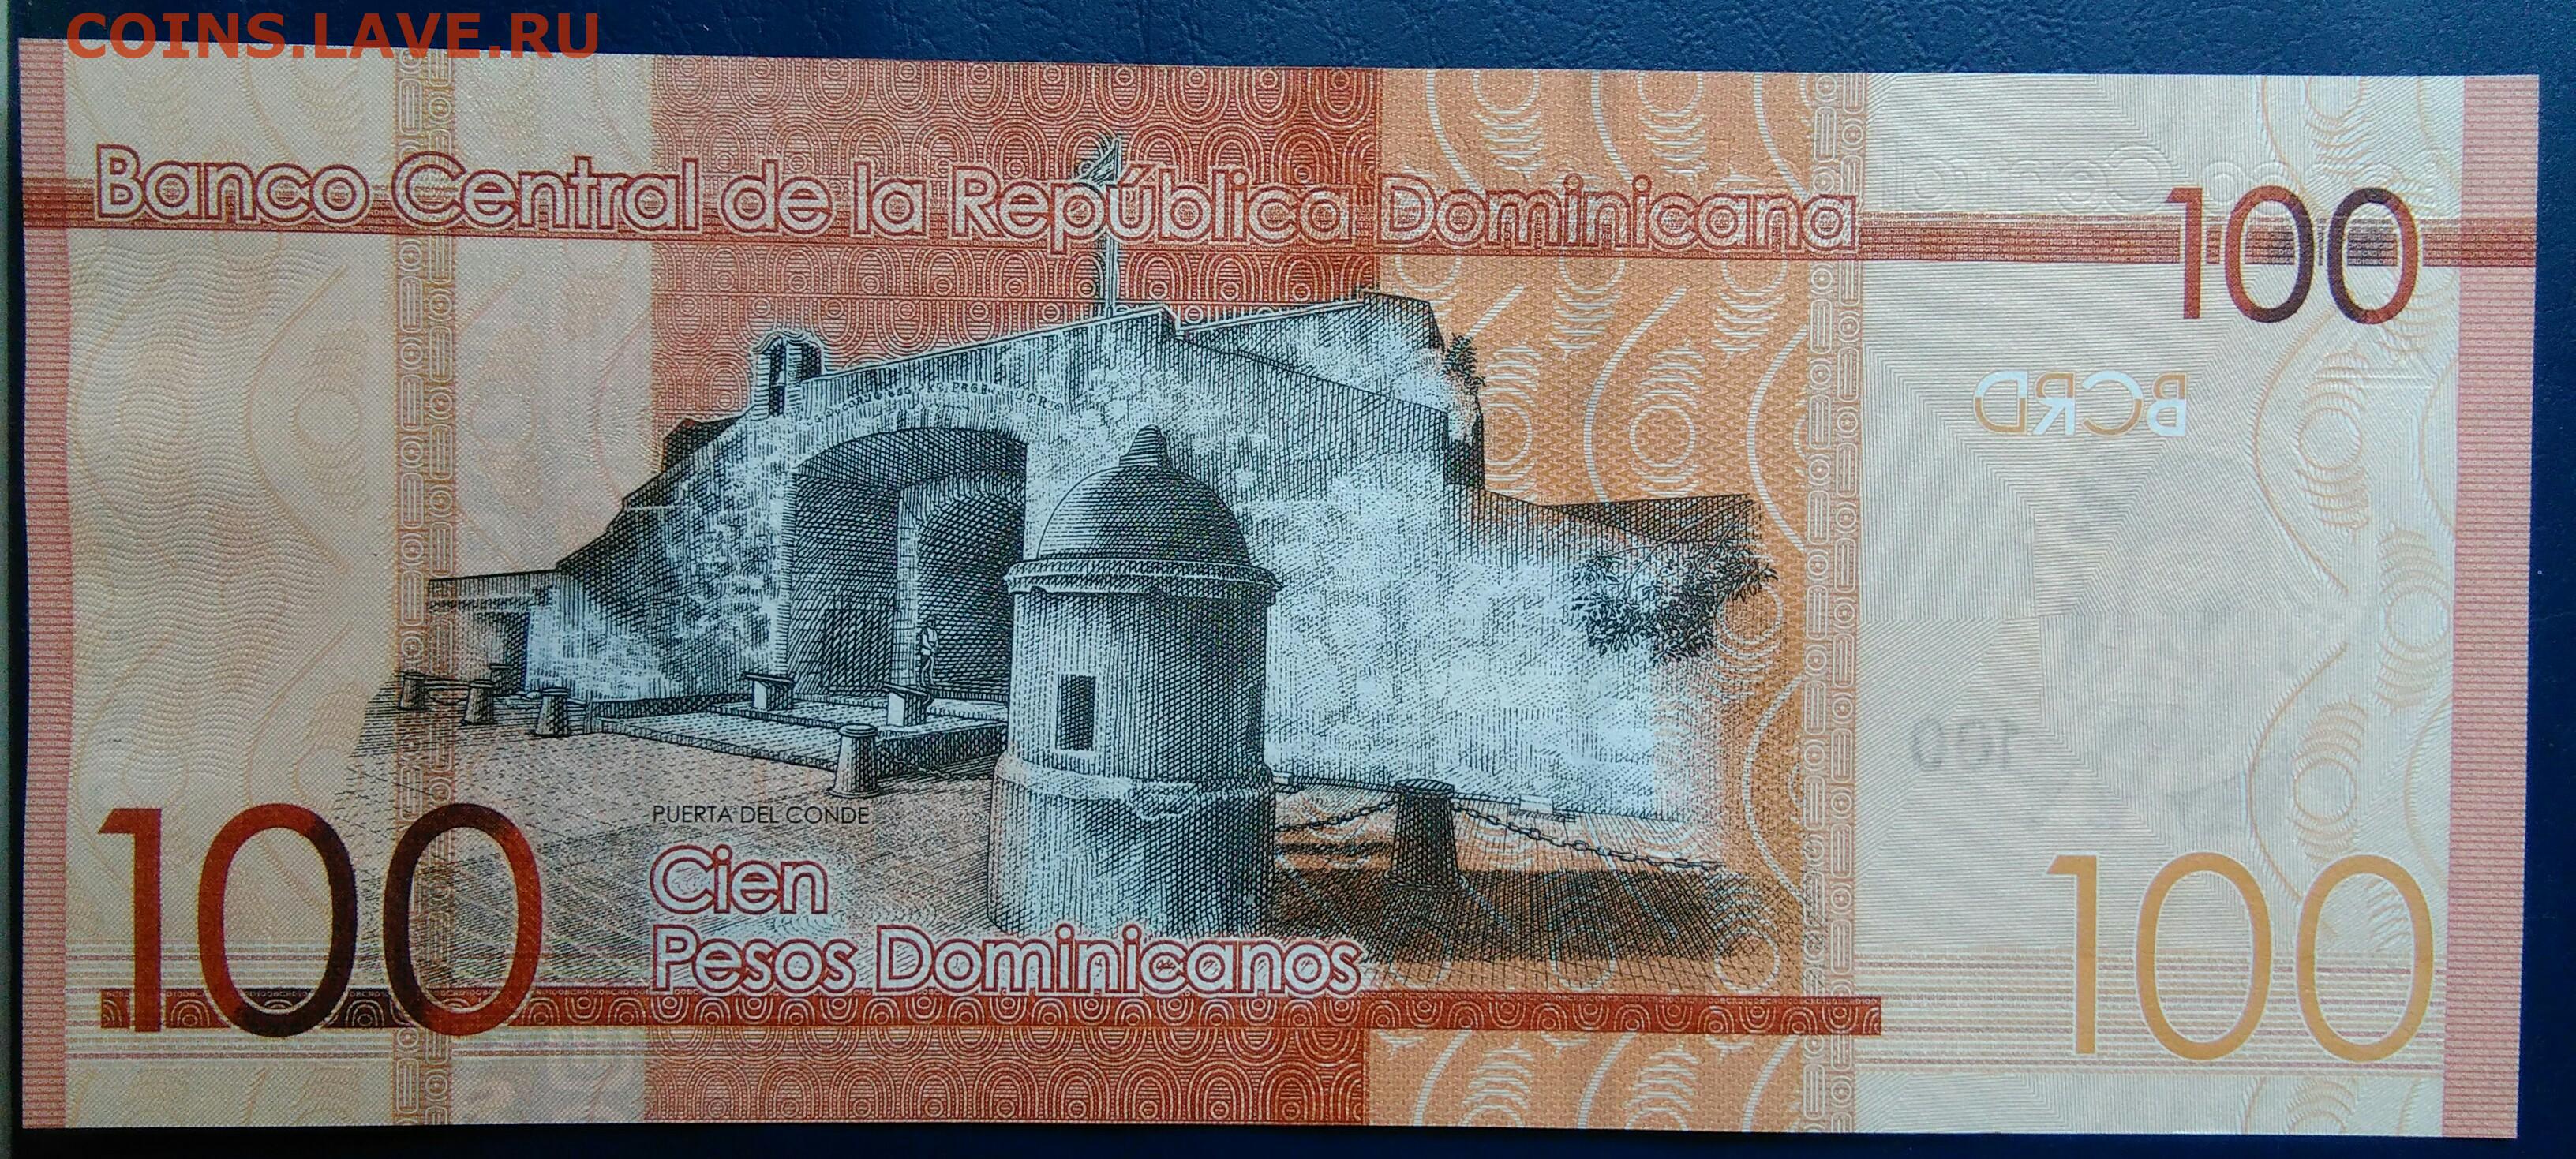 COINS.LAVE.RU
Banco Central de la República Dominicana
100
BCRD
100
PUERTA DEL CONDE
100
Cien
Pesos Dominicanos
100